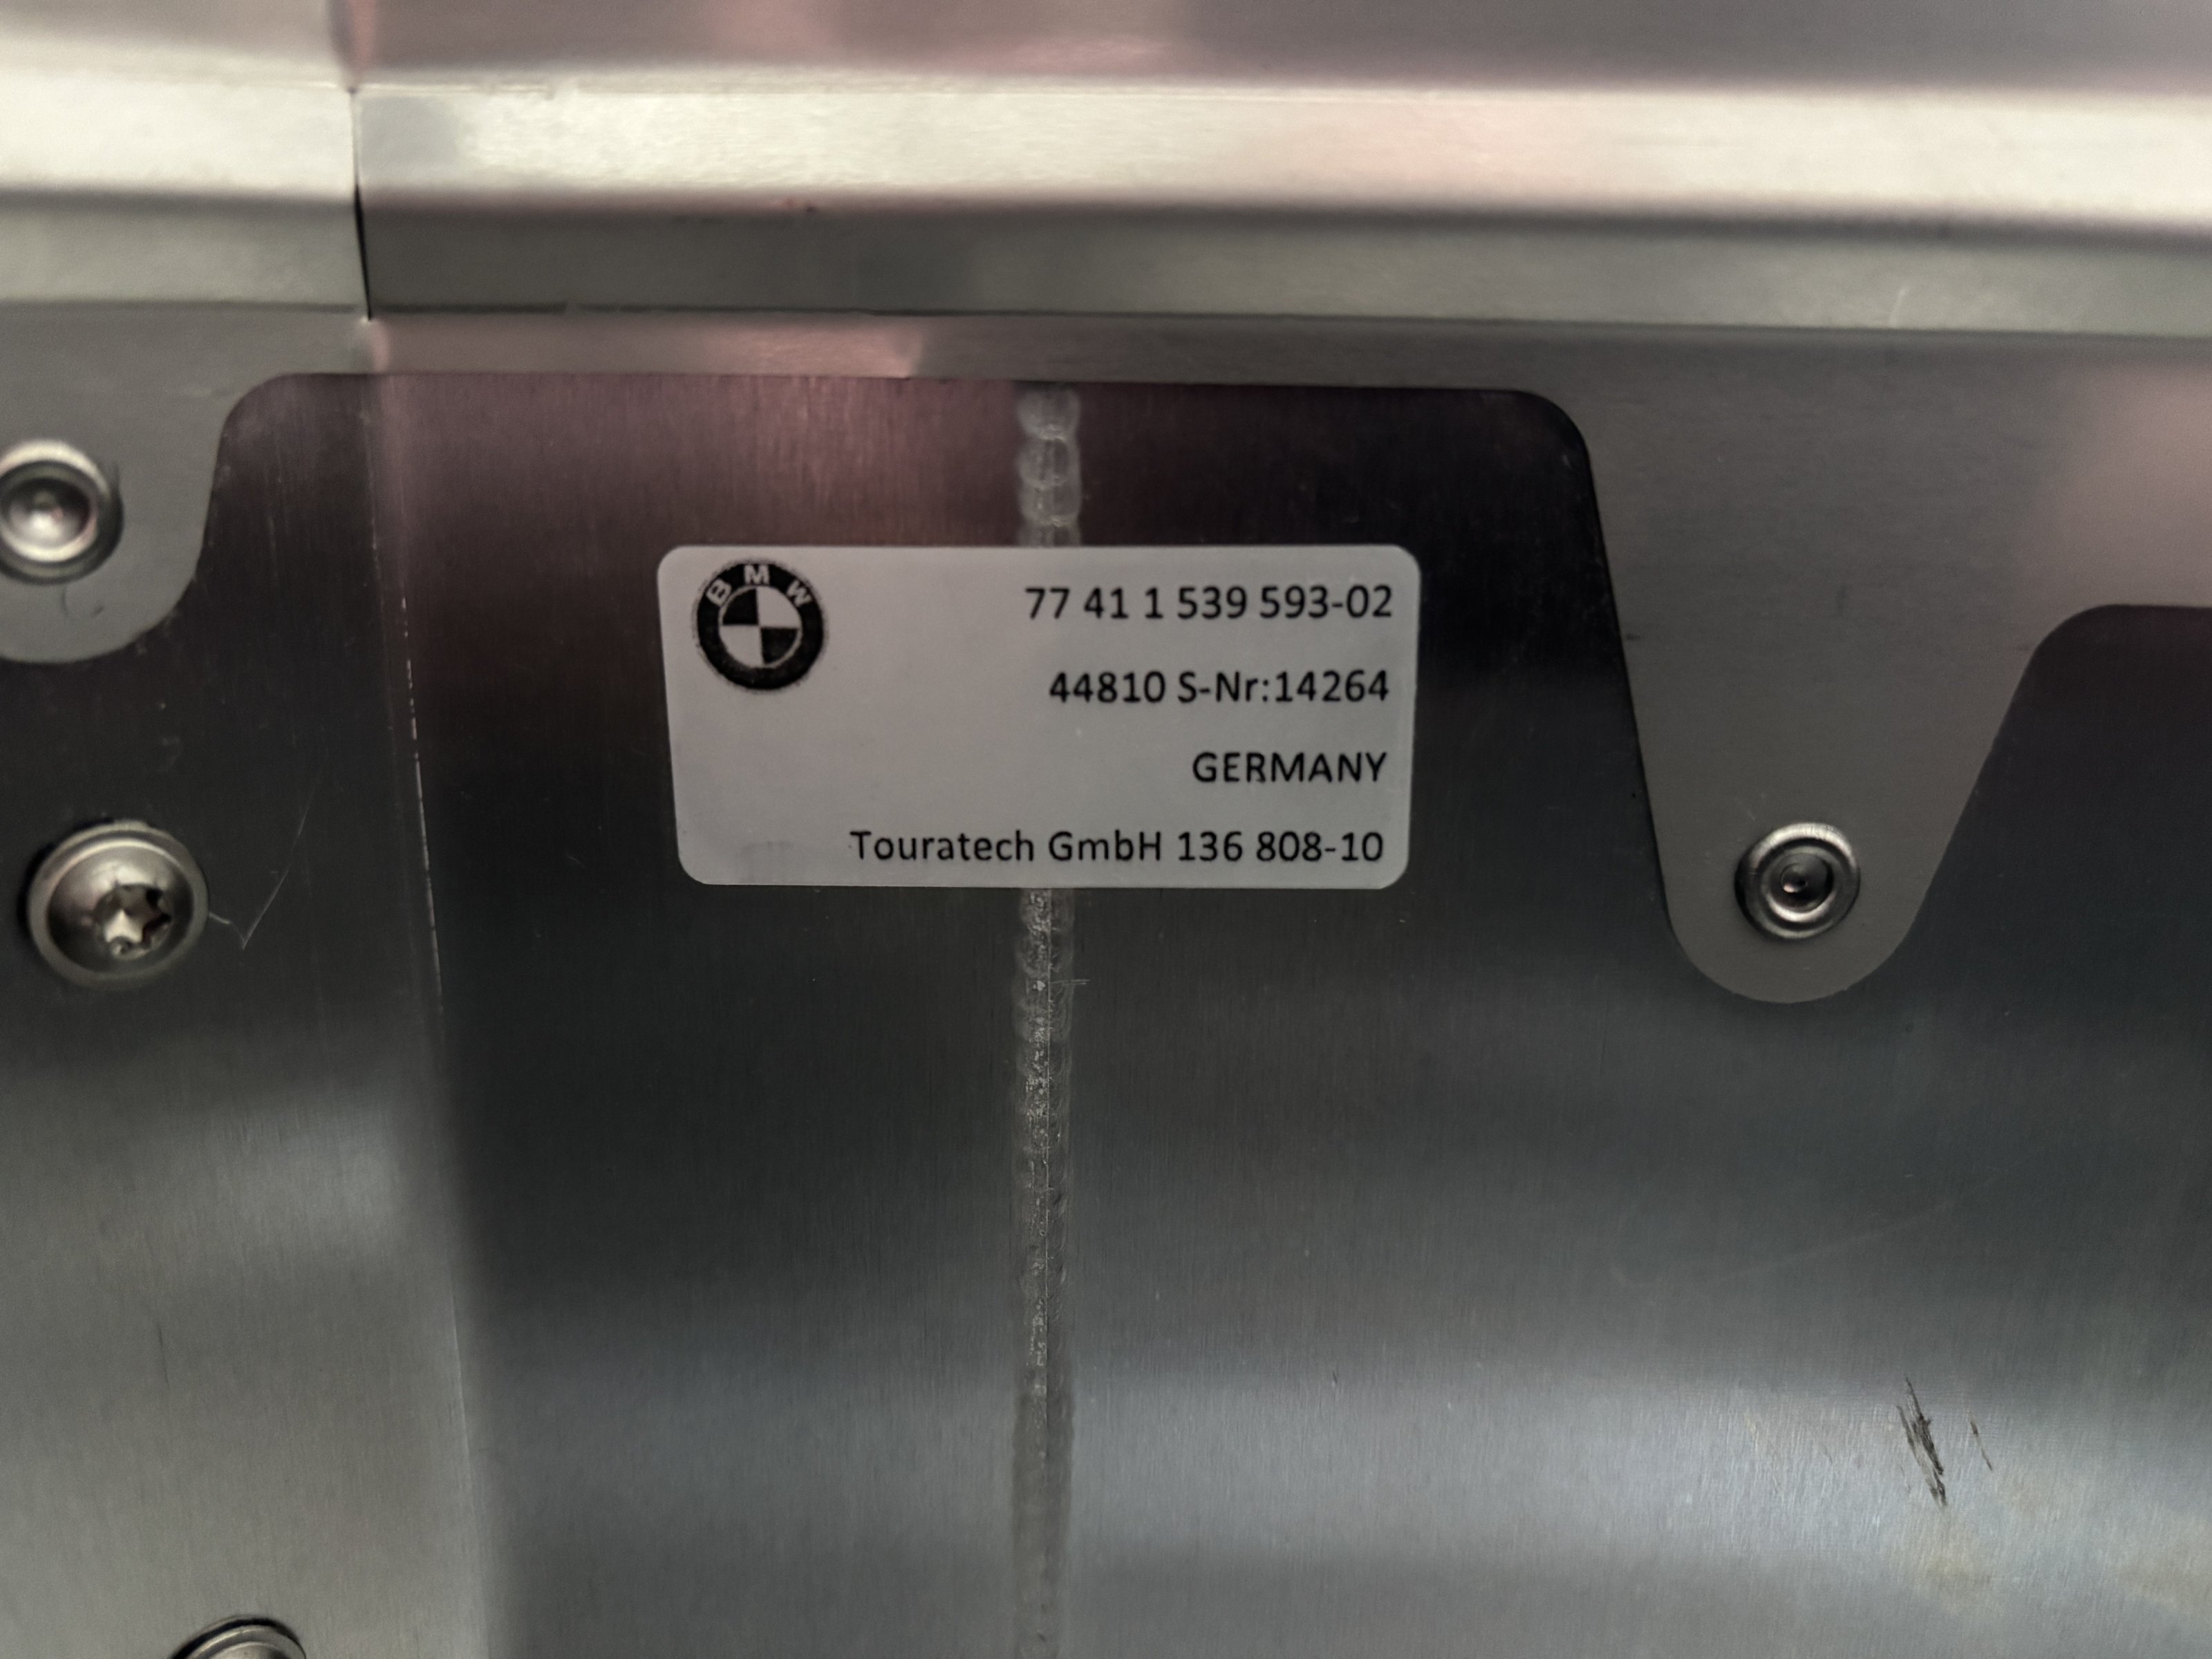 BMW
77 41 1 539 593-02
44810 S-Nr:14264
GERMANY
Touratech GmbH 136 808-10